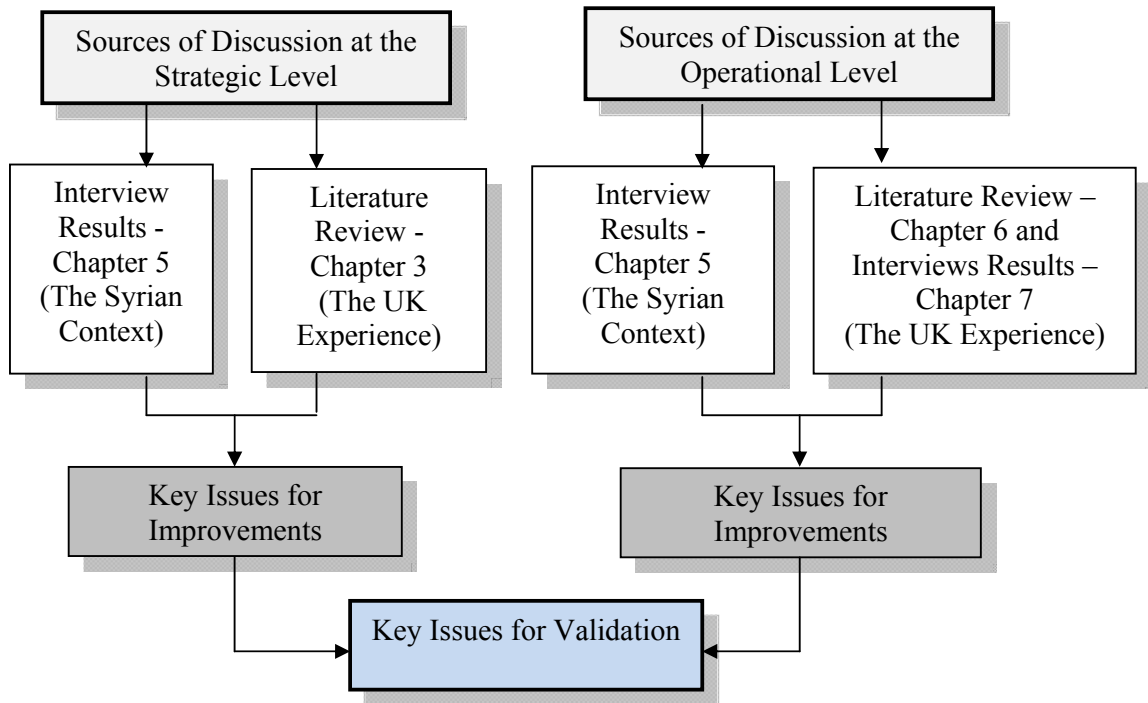 Sources of Discussion at the
Strategic Level
Sources of Discussion at the
Operational Level
Interview
Results -
Chapter 5
(The Syrian
Context)
Literature
Review -
Chapter 3
(The UK
Experience)
Interview
Results -
Chapter 5
(The Syrian
Context)
Literature Review –
Chapter 6 and
Interviews Results –
Chapter 7
(The UK Experience)
Key Issues for
Improvements
Key Issues for
Improvements
Key Issues for Validation